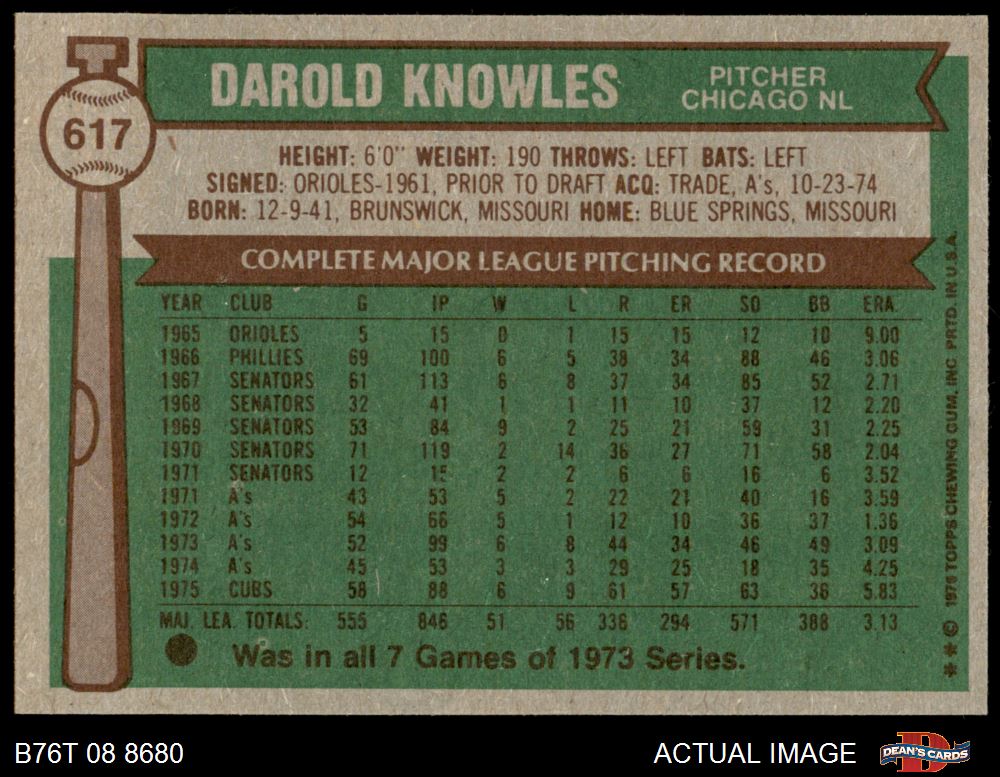 617
DAROLD KNOWLES
PITCHER
CHICAGO NL
HEIGHT: 6'0" WEIGHT: 190 THROWS: LEFT BATS: LEFT
SIGNED: ORIOLES-1961, PRIOR TO DRAFT ACQ: TRADE, A's, 10-23-74
BORN: 12-9-41, BRUNSWICK, MISSOURI HOME: BLUE SPRINGS, MISSOURI
COMPLETE MAJOR LEAGUE PITCHING RECORD
YEAR CLUB G IP W L R ER SO BB ERA
1965 ORIOLES 5 15 0 1 15 15 12 10 9.00
1966 PHILLIES 69 100 6 5 38 34 88 46 3.06
1967 SENATORS 61 113 6 8 37 34 85 52 2.71
1968 SENATORS 32 41 1 1 11 10 37 12 2.20
1969 SENATORS 53 84 9 2 25 21 59 31 2.25
1970 SENATORS 71 119 2 14 36 27 71 58 2.04
1971 SENATORS 12 2 2 6 6 16 6 3.52
1971 A's 43 53 5 2 22 21 40 16 3.59
1972 A's 54 66 5 1 12 10 36 37 1.36
1973 A's 52 99 6 8 44 34 46 49 3.09
1974 A's 45 53 3 3 29 25 18 35 4.25
1975 CUBS 58 88 6 9 61 57 63 36 5.83
MAJ. LEA. TOTALS: 555 846 51 56 336 294 571 388 3.13
Was in all 7 Games of 1973 Series.
** © 1976 TOPPS CHEWING GUM, INC PRTD. IN U.S.A.
B76T 08 8680
ACTUAL IMAGE
D
DEAN'S CARDS